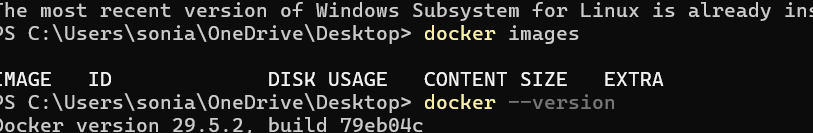 The most recent version of Windows Subsystem for Linux is already ins
PS C:\Users\sonia\OneDrive\Desktop> docker images
IMAGE   ID             DISK USAGE   CONTENT SIZE   EXTRA
PS C:\Users\sonia\OneDrive\Desktop> docker --version
Docker version 29.5.2, build 79eb04c